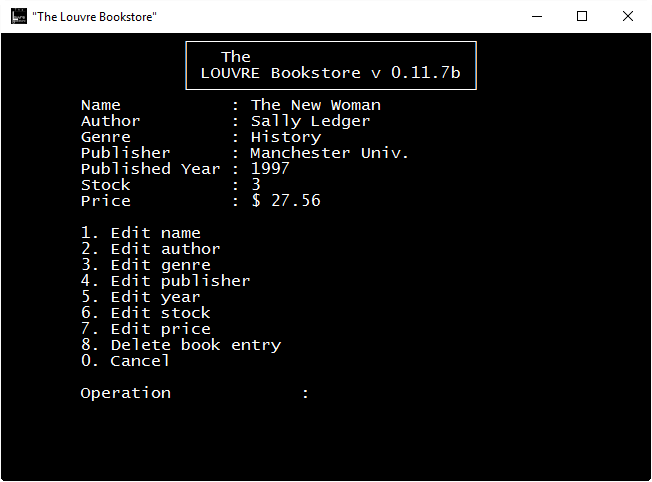 "The Louvre Bookstore"
The
LOUVRE Bookstore v 0.11.7b
Name : The New Woman
Author : Sally Ledger
Genre : History
Publisher : Manchester Univ.
Published Year : 1997
Stock : 3
Price : $ 27.56
1. Edit name
2. Edit author
3. Edit genre
4. Edit publisher
5. Edit year
6. Edit stock
7. Edit price
8. Delete book entry
0. Cancel
Operation :